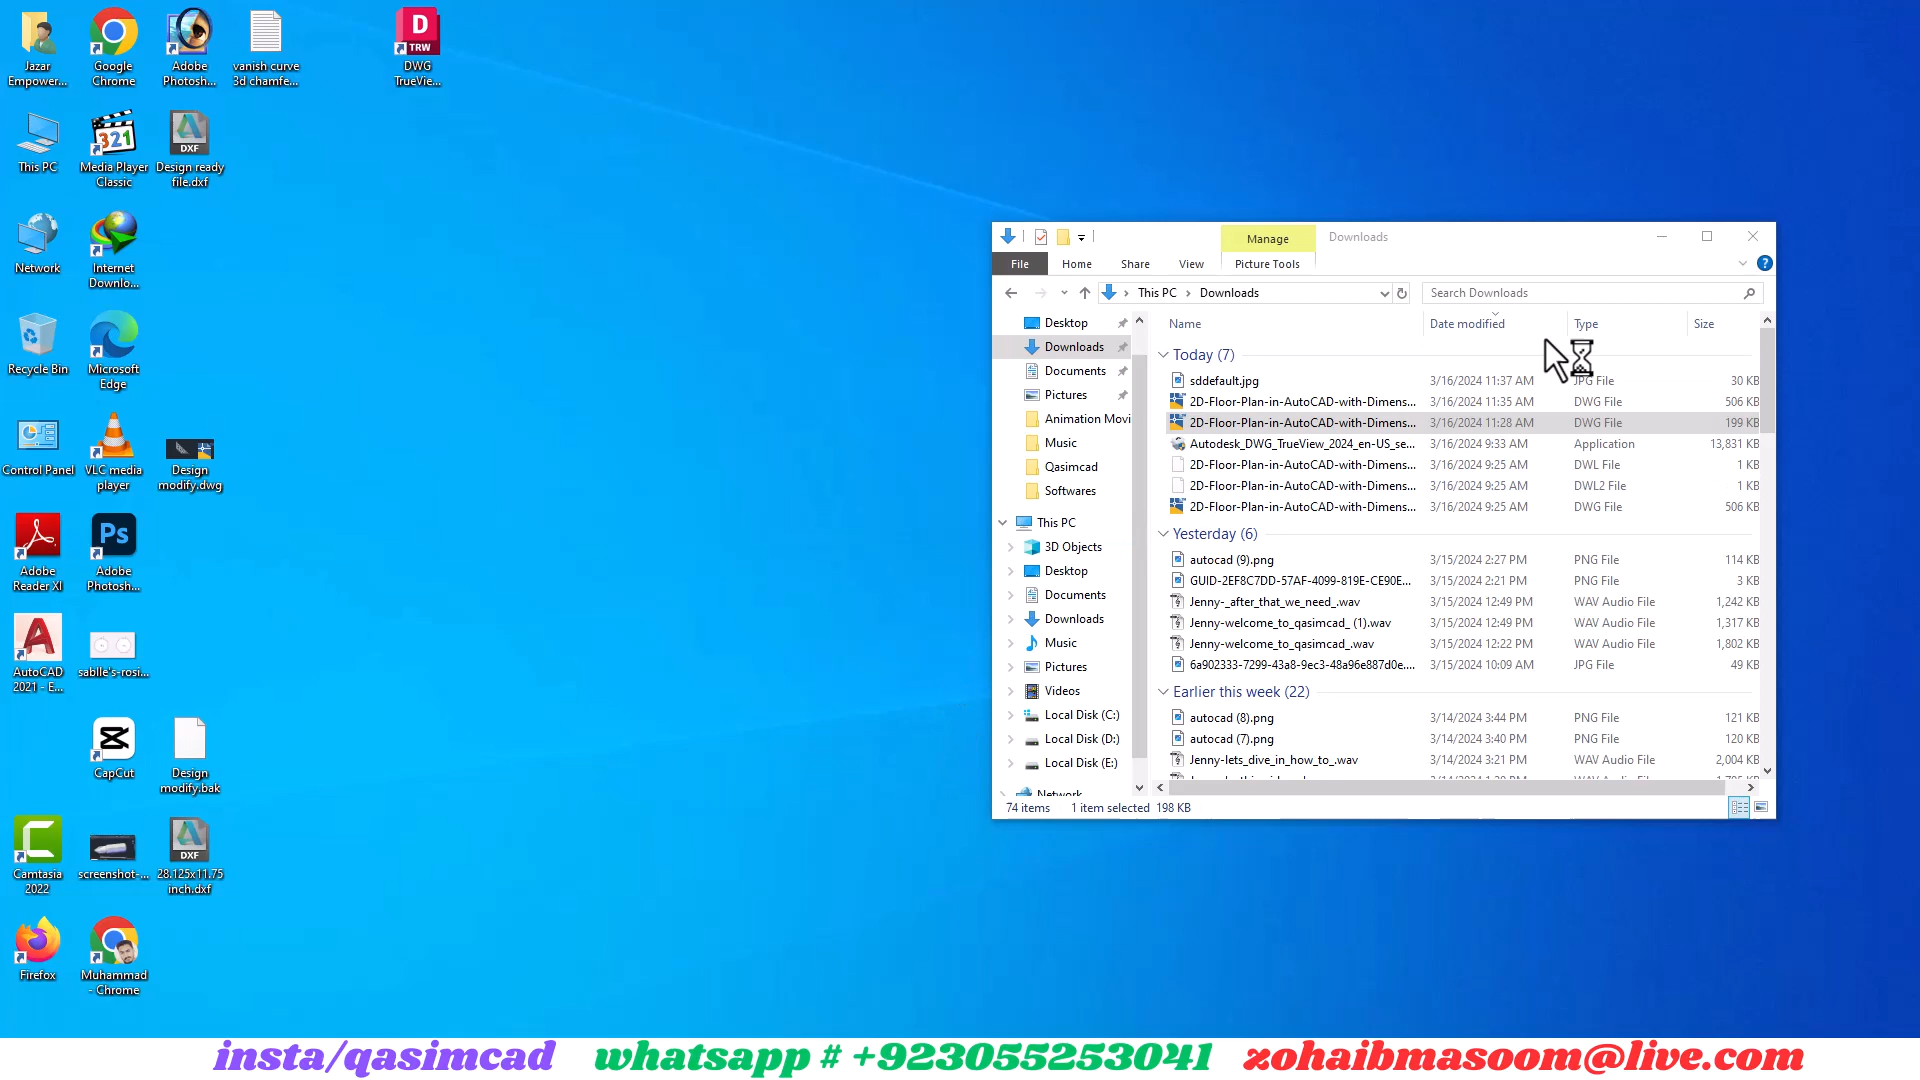 Jazar
Empower...
Google
Chrome
Adobe
Photosh...
vanish curve
3d chamfe...
D
TRW
DWG
TrueVie...
This PC
321
Media Player
Classic
DXF
Design ready
file.dxf
Network
Internet
Downlo...
Recycle Bin
Microsoft
Edge
Control Panel
VLC media
player
Design
modify.dwg
Adobe
Reader XI
Ps
Adobe
Photosh...
A
AutoCAD
2021 - E...
sablle's-rosi...
CapCut
Design
modify.bak
C
Camtasia
2022
screenshot-...
DXF
28.125x11.75
inch.dxf
Firefox
Muhammad
- Chrome
Manage
Downloads
File
Home
Share
View
Picture Tools
?
This PC
Downloads
Search Downloads
Desktop
Downloads
Documents
Pictures
Animation Movi
Music
Qasimcad
Softwares
This PC
3D Objects
Desktop
Documents
Downloads
Music
Pictures
Videos
Local Disk (C:)
Local Disk (D:)
Local Disk (E:)
Network
Name Date modified Type Size
Today (7)
sddefault.jpg 3/16/2024 11:37 AM JPG File 30 KB
2D-Floor-Plan-in-AutoCAD-with-Dimens... 3/16/2024 11:35 AM DWG File 506 KB
2D-Floor-Plan-in-AutoCAD-with-Dimens... 3/16/2024 11:28 AM DWG File 199 KB
Autodesk_DWG_TrueView_2024_en-US_se... 3/16/2024 9:33 AM Application 13,831 KB
2D-Floor-Plan-in-AutoCAD-with-Dimens... 3/16/2024 9:25 AM DWL File 1 KB
2D-Floor-Plan-in-AutoCAD-with-Dimens... 3/16/2024 9:25 AM DWL2 File 1 KB
2D-Floor-Plan-in-AutoCAD-with-Dimens... 3/16/2024 9:25 AM DWG File 506 KB
Yesterday (6)
autocad (9).png 3/15/2024 2:27 PM PNG File 114 KB
GUID-2EF8C7DD-57AF-4099-819E-CE90E... 3/15/2024 2:21 PM PNG File 3 KB
Jenny-_after_that_we_need_.wav 3/15/2024 12:49 PM WAV Audio File 1,242 KB
Jenny-welcome_to_qasimcad_ (1).wav 3/15/2024 12:49 PM WAV Audio File 1,317 KB
Jenny-welcome_to_qasimcad_.wav 3/15/2024 12:22 PM WAV Audio File 1,802 KB
6a902333-7299-43a8-9ec3-48a96e887d0e.... 3/15/2024 10:09 AM JPG File 49 KB
Earlier this week (22)
autocad (8).png 3/14/2024 3:44 PM PNG File 121 KB
autocad (7).png 3/14/2024 3:40 PM PNG File 120 KB
Jenny-lets_dive_in_how_to_.wav 3/14/2024 3:21 PM WAV Audio File 2,004 KB
74 items 1 item selected 198 KB
insta/qasimcad whatsapp # +923055253041 zohaibmasoom@live.com